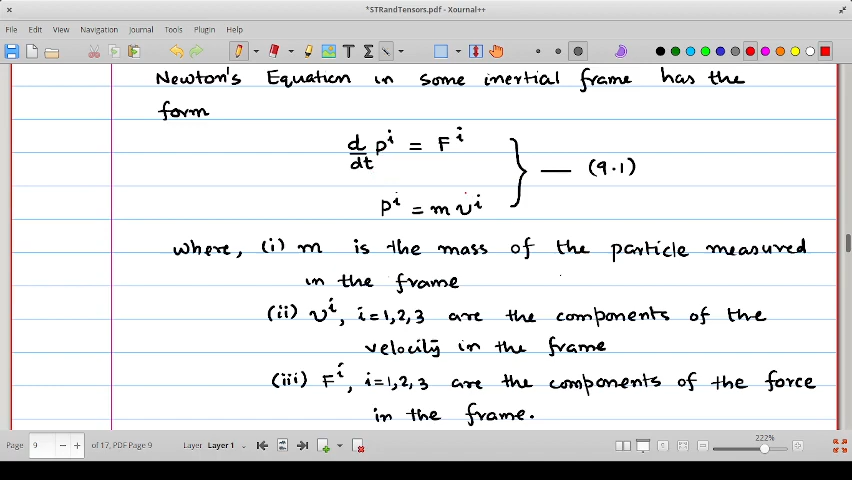 *STRandTensors.pdf - Xournal++
File Edit View Navigation Journal Tools Plugin Help
Newton's Equation in some inertial frame has the
form
d/dt p^i = F^i
} — (9.1)
p^i = m v^i
where, (i) m is the mass of the particle measured
in the frame
(ii) v^i, i=1,2,3 are the components of the
velocity in the frame
(iii) F^i, i=1,2,3 are the components of the force
in the frame.
Page 9 of 17, PDF Page 9 Layer Layer 1 222%